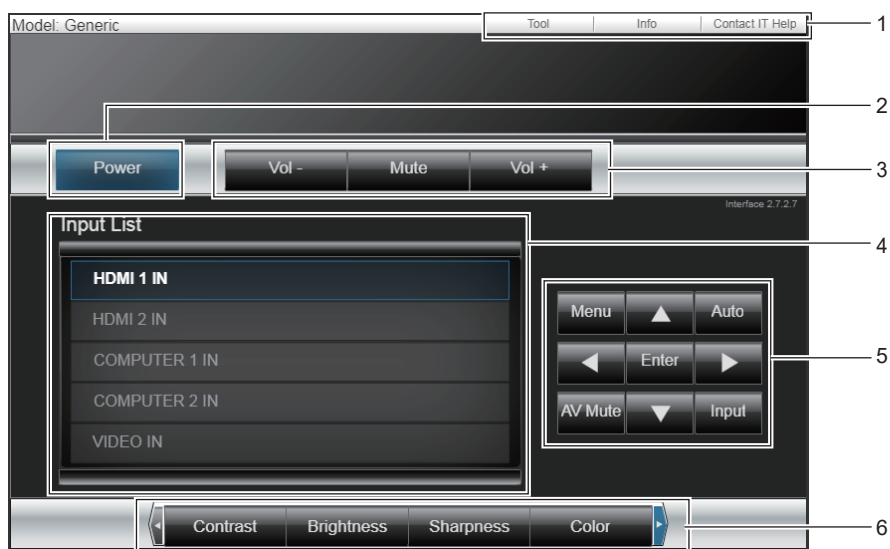 Model: Generic Tool Info Contact IT Help 1
2
Power Vol - Mute Vol + 3
Interface 2.7.2.7
Input List 4
HDMI 1 IN
HDMI 2 IN
COMPUTER 1 IN
COMPUTER 2 IN
VIDEO IN
Menu Auto
Enter 5
AV Mute Input
Contrast Brightness Sharpness Color 6